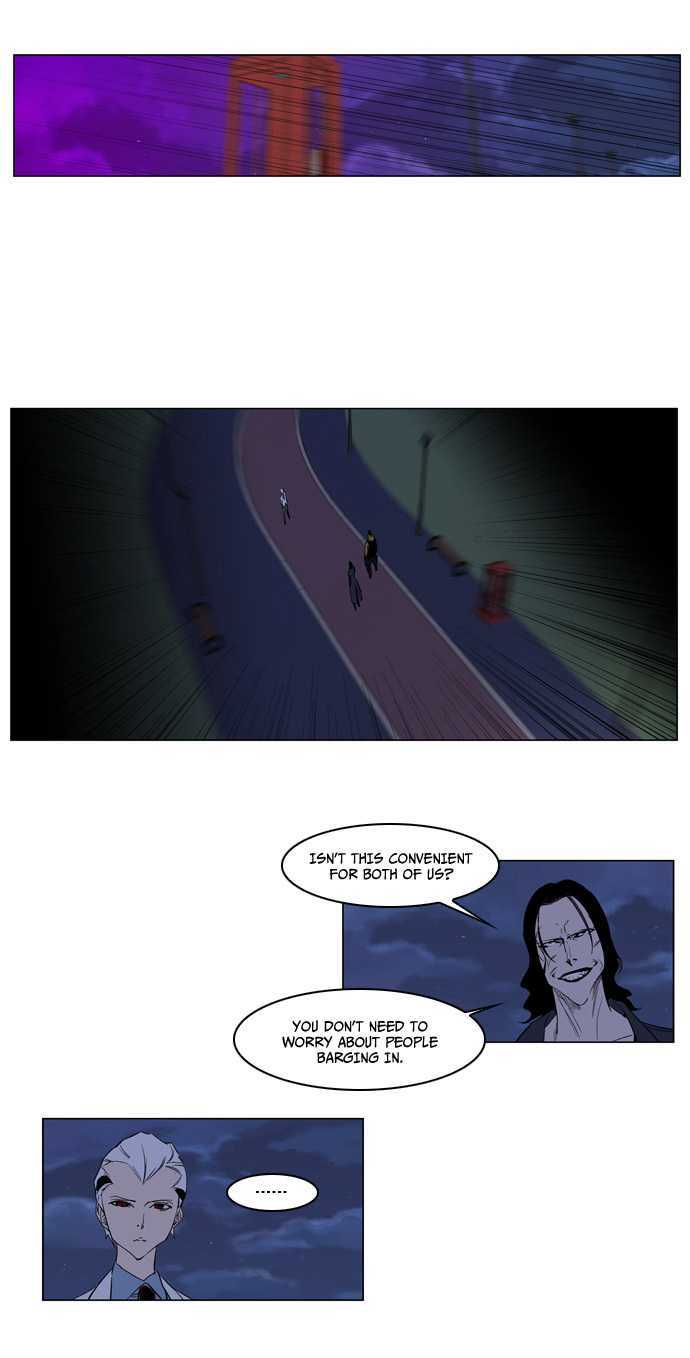 ISN'T THIS CONVENIENT
FOR BOTH OF US?
YOU DON'T NEED TO
WORRY ABOUT PEOPLE
BARGING IN.
------